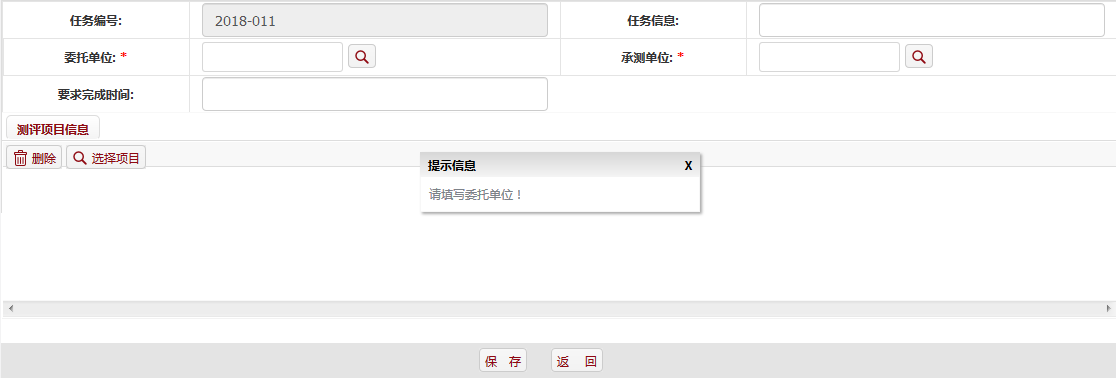 任务编号: 2018-011 任务信息:
委托单位: * 承测单位: *
要求完成时间:
测评项目信息
删除 选择项目
提示信息 X
请填写委托单位！
保 存 返 回